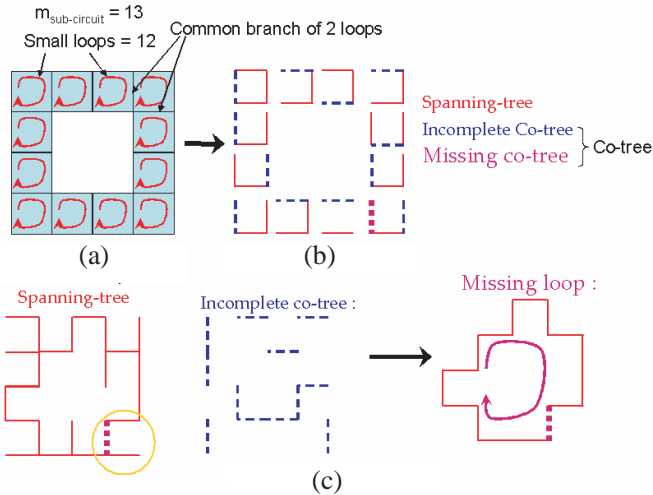 m sub-circuit = 13
Small loops = 12
Common branch of 2 loops
Spanning-tree
Incomplete Co-tree
Missing co-tree
Co-tree
(a)
(b)
Spanning-tree
Incomplete co-tree :
Missing loop :
(c)